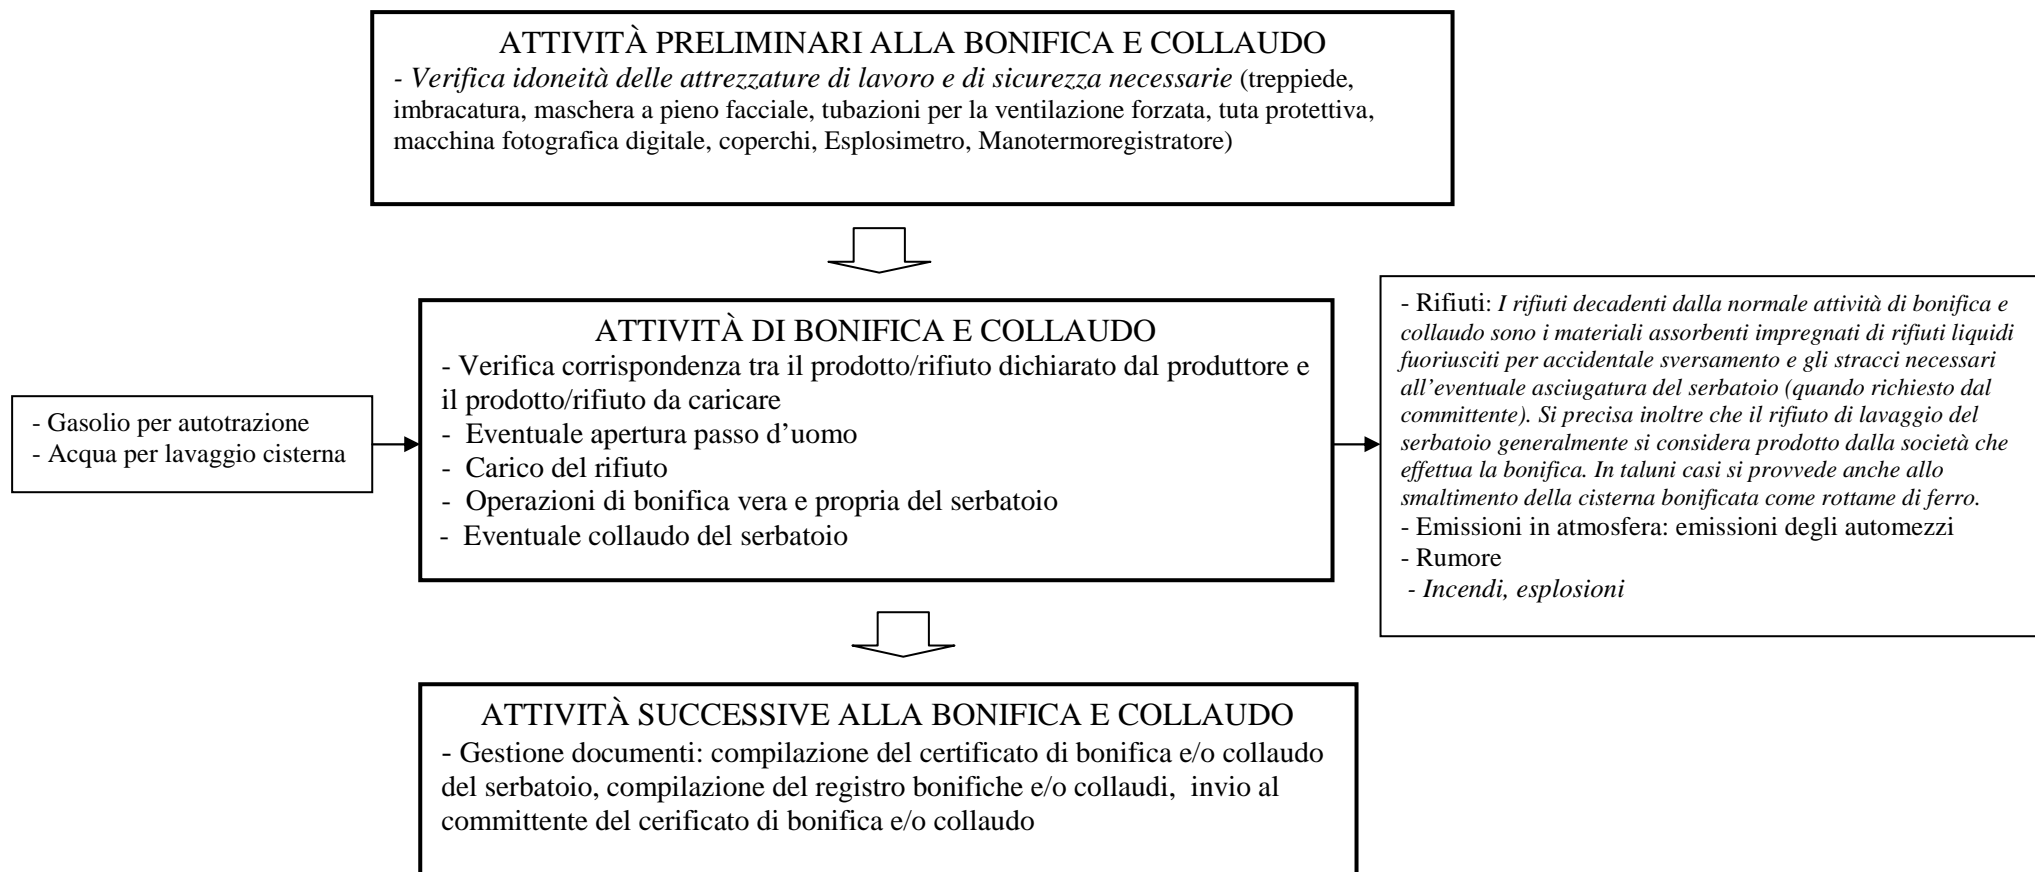 ATTIVITÀ PRELIMINARI ALLA BONIFICA E COLLAUDO
- Verifica idoneità delle attrezzature di lavoro e di sicurezza necessarie (treppiede,
imbracatura, maschera a pieno facciale, tubazioni per la ventilazione forzata, tuta protettiva,
macchina fotografica digitale, coperchi, Esplosimetro, Manotermoregistratore)
- Gasolio per autotrazione
- Acqua per lavaggio cisterna
ATTIVITÀ DI BONIFICA E COLLAUDO
- Verifica corrispondenza tra il prodotto/rifiuto dichiarato dal produttore e
il prodotto/rifiuto da caricare
- Eventuale apertura passo d’uomo
- Carico del rifiuto
- Operazioni di bonifica vera e propria del serbatoio
- Eventuale collaudo del serbatoio
- Rifiuti: I rifiuti decadenti dalla normale attività di bonifica e
collaudo sono i materiali assorbenti impregnati di rifiuti liquidi
fuoriusciti per accidentale sversamento e gli stracci necessari
all’eventuale asciugatura del serbatoio (quando richiesto dal
committente). Si precisa inoltre che il rifiuto di lavaggio del
serbatoio generalmente si considera prodotto dalla società che
effettua la bonifica. In taluni casi si provvede anche allo
smaltimento della cisterna bonificata come rottame di ferro.
- Emissioni in atmosfera: emissioni degli automezzi
- Rumore
- Incendi, esplosioni
ATTIVITÀ SUCCESSIVE ALLA BONIFICA E COLLAUDO
- Gestione documenti: compilazione del certificato di bonifica e/o collaudo
del serbatoio, compilazione del registro bonifiche e/o collaudi, invio al
committente del cerificato di bonifica e/o collaudo